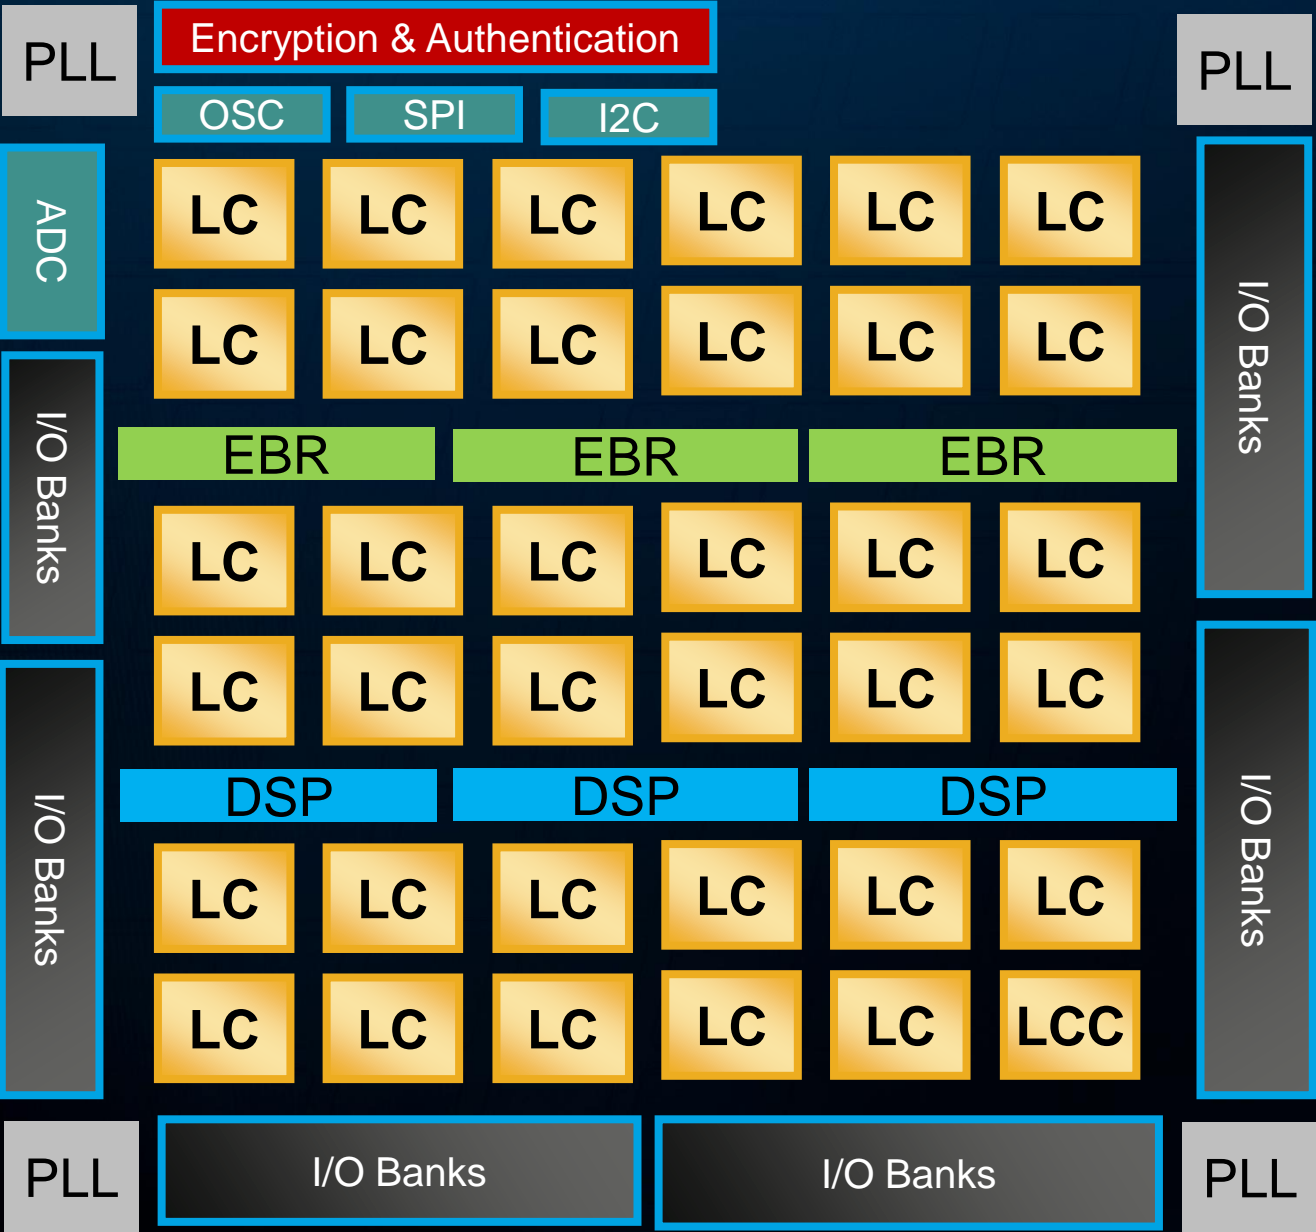 PLL
Encryption & Authentication
PLL
OSC
SPI
I2C
ADC
LC LC LC LC LC LC
LC LC LC LC LC LC
I/O Banks
I/O Banks
EBR EBR EBR
LC LC LC LC LC LC
LC LC LC LC LC LC
DSP DSP DSP
I/O Banks
I/O Banks
LC LC LC LC LC LC
LC LC LC LC LC LCC
PLL
I/O Banks
I/O Banks
PLL